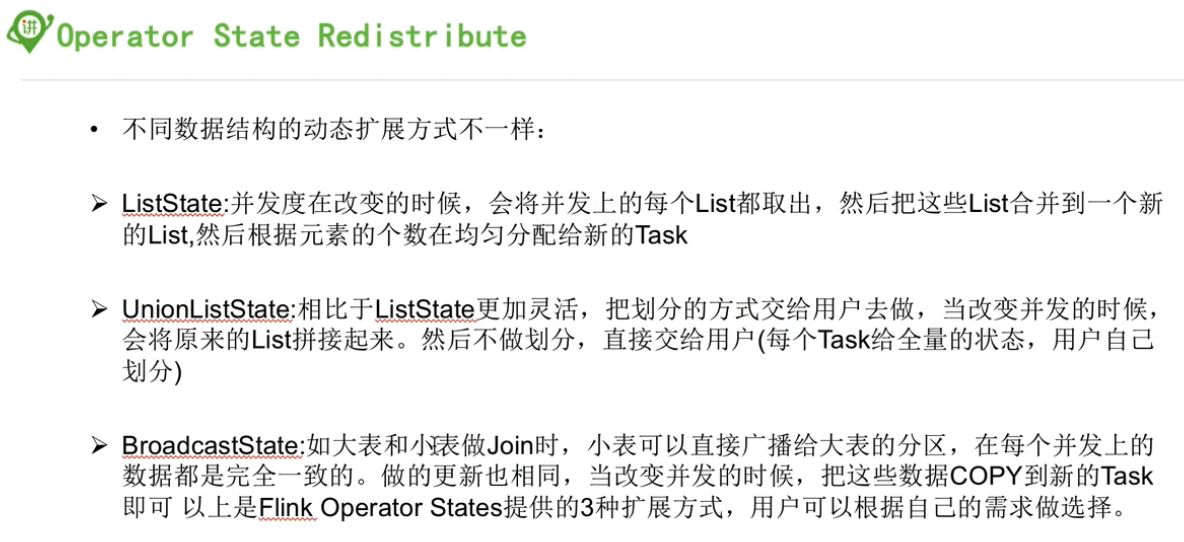 讲
Operator State Redistribute
• 不同数据结构的动态扩展方式不一样：
➢ ListState:并发度在改变的时候，会将并发上的每个List都取出，然后把这些List合并到一个新
的List,然后根据元素的个数在均匀分配给新的Task
➢ UnionListState:相比于ListState更加灵活，把划分的方式交给用户去做，当改变并发的时候，
会将原来的List拼接起来。然后不做划分，直接交给用户(每个Task给全量的状态，用户自己
划分)
➢ BroadcastState:如大表和小表做Join时，小表可以直接广播给大表的分区，在每个并发上的
数据都是完全一致的。做的更新也相同，当改变并发的时候，把这些数据COPY到新的Task
即可 以上是Flink Operator States提供的3种扩展方式，用户可以根据自己的需求做选择。